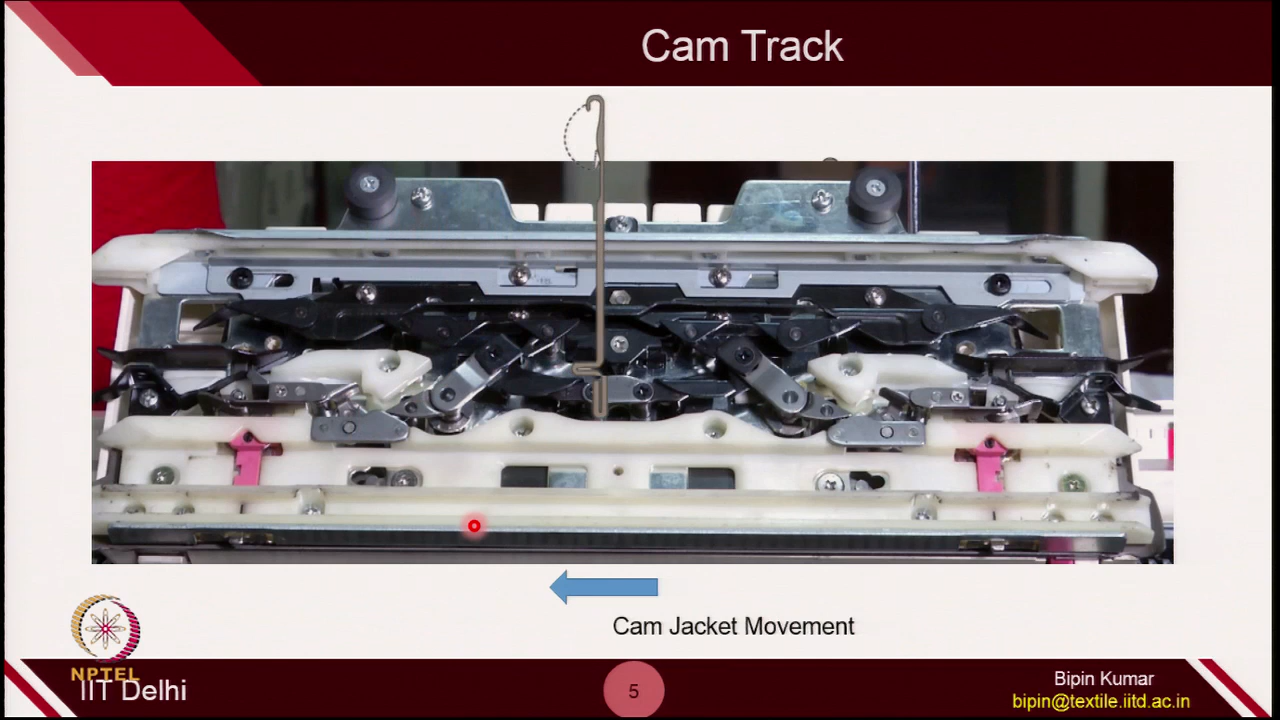 Cam Track
Cam Jacket Movement
NPTEL
IIT Delhi
5
Bipin Kumar
bipin@textile.iitd.ac.in